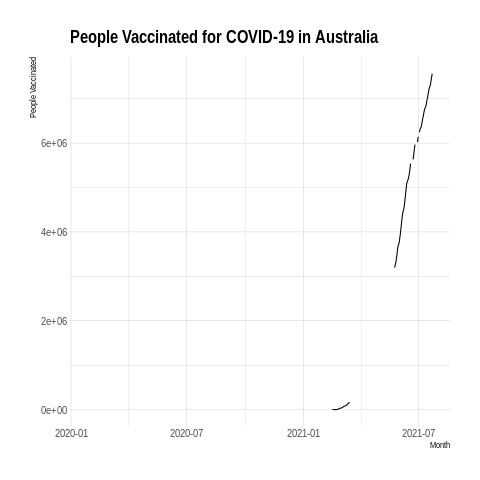 People Vaccinated for COVID-19 in Australia
People Vaccinated
6e+06
4e+06
2e+06
0e+00
2020-01 2020-07 2021-01 2021-07
Month